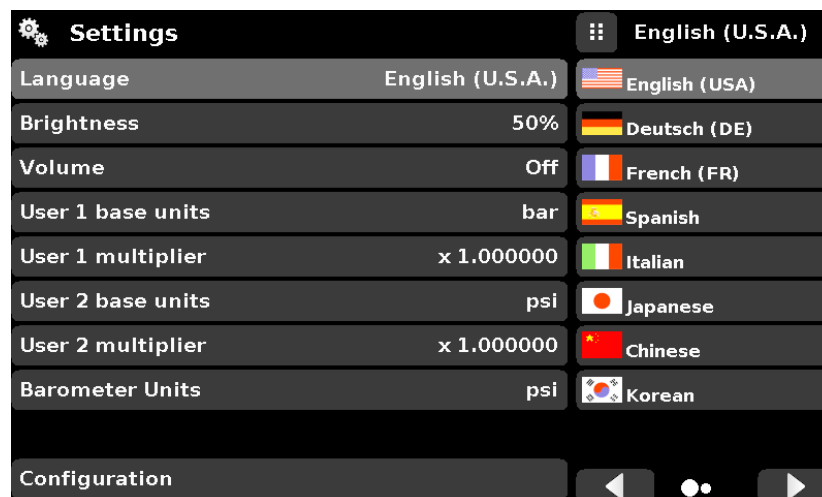 Settings
Language English (U.S.A.)
Brightness 50%
Volume Off
User 1 base units bar
User 1 multiplier x 1.000000
User 2 base units psi
User 2 multiplier x 1.000000
Barometer Units psi
Configuration
English (U.S.A.)
English (USA)
Deutsch (DE)
French (FR)
Spanish
Italian
Japanese
Chinese
Korean